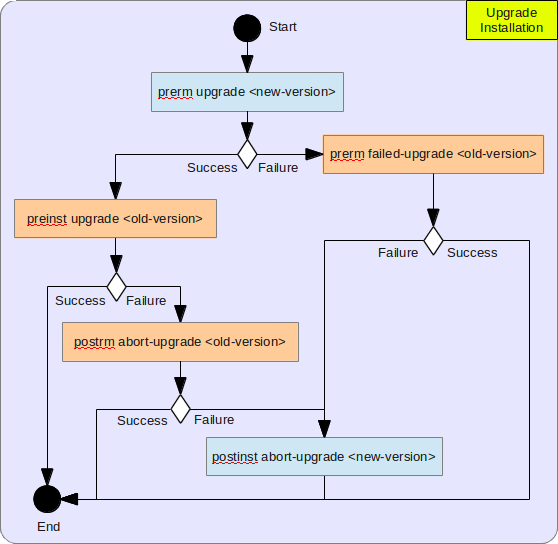 Upgrade
Installation
Start
prerm upgrade <new-version>
Success
Failure
prerm failed-upgrade <old-version>
preinst upgrade <old-version>
Failure
Success
Success
Failure
postrm abort-upgrade <old-version>
Success
Failure
postinst abort-upgrade <new-version>
End